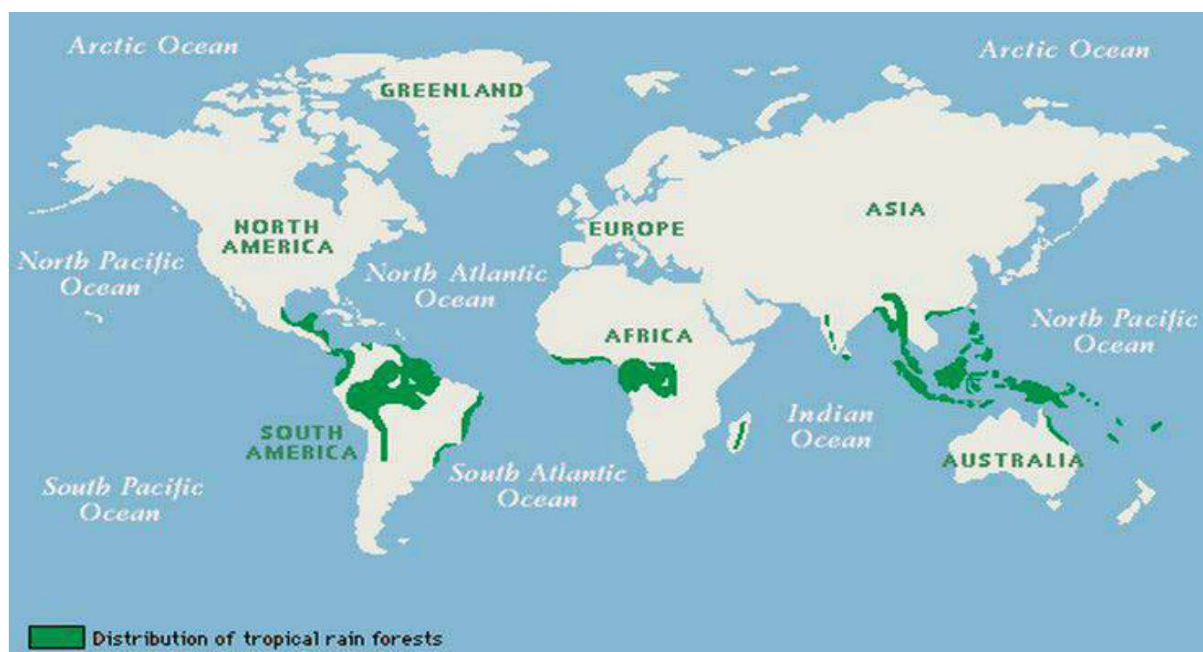 Arctic Ocean
Arctic Ocean
GREENLAND
ASIA
NORTH
AMERICA
EUROPE
North Pacific
Ocean
North Atlantic
Ocean
AFRICA
North Pacific
Ocean
Indian
Ocean
SOUTH
AMERICA
AUSTRALIA
South Pacific
Ocean
South Atlantic
Ocean
Distribution of tropical rain forests